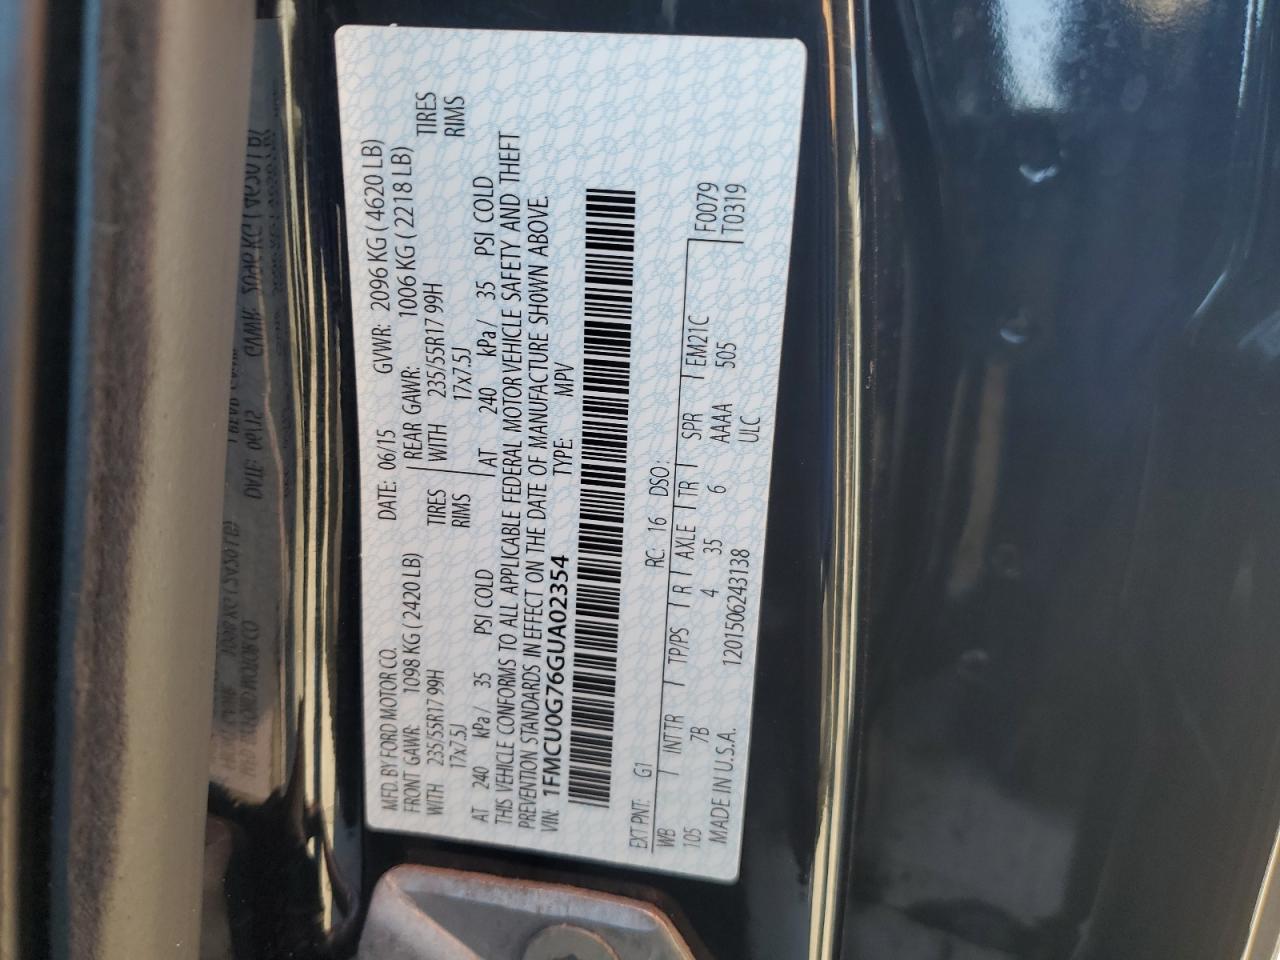 MFD. BY FORD MOTOR CO.
DATE: 06/15 GVWR: 2096 KG ( 4620 LB)
FRONT GAWR: 1098 KG ( 2420 LB) REAR GAWR: 1006 KG ( 2218 LB)
WITH 235/55R17 99H TIRES WITH 235/55R17 99H TIRES
17x7.5J RIMS 17x7.5J RIMS
AT 240 kPa/ 35 PSI COLD AT 240 kPa/ 35 PSI COLD
THIS VEHICLE CONFORMS TO ALL APPLICABLE FEDERAL MOTOR VEHICLE SAFETY AND THEFT
PREVENTION STANDARDS IN EFFECT ON THE DATE OF MANUFACTURE SHOWN ABOVE.
VIN: 1FMCU0G76GUA02354 TYPE: MPV
EXT PNT: G1 RC: 16 DSO:
WB INT TR TP/PS R AXLE TR SPR EM21C F0079
105 7B 4 35 6 AAAA 505 T0319
MADE IN U.S.A. 1201506243138 ULC